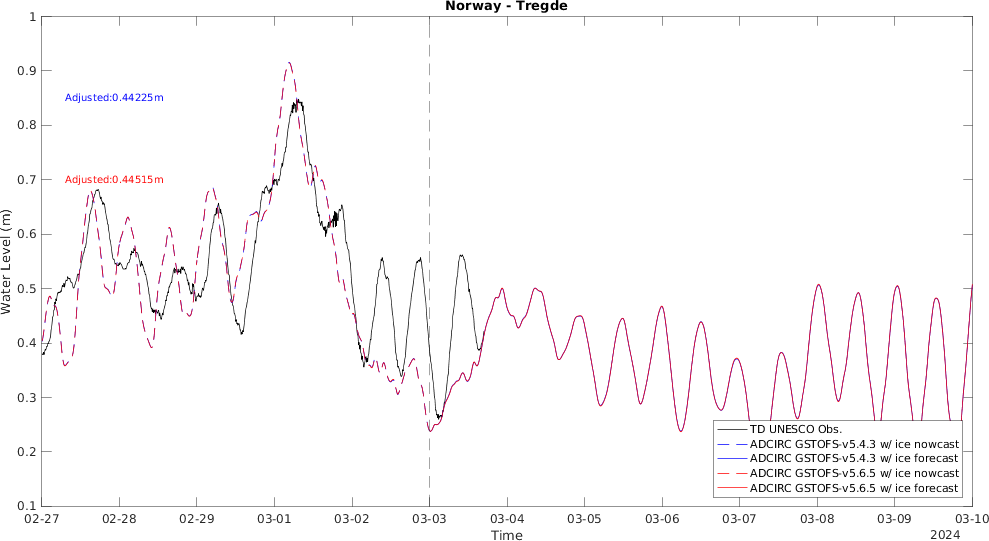 Norway - Tregde
1
0.9
0.8
0.7
0.6
0.5
0.4
0.3
0.2
0.1
Water Level (m)
Adjusted:0.44225m
Adjusted:0.44515m
TD UNESCO Obs.
ADCIRC GSTOFS-v5.4.3 w/ ice nowcast
ADCIRC GSTOFS-v5.4.3 w/ ice forecast
ADCIRC GSTOFS-v5.6.5 w/ ice nowcast
ADCIRC GSTOFS-v5.6.5 w/ ice forecast
02-27 02-28 02-29 03-01 03-02 03-03 03-04 03-05 03-06 03-07 03-08 03-09 03-10
Time
2024